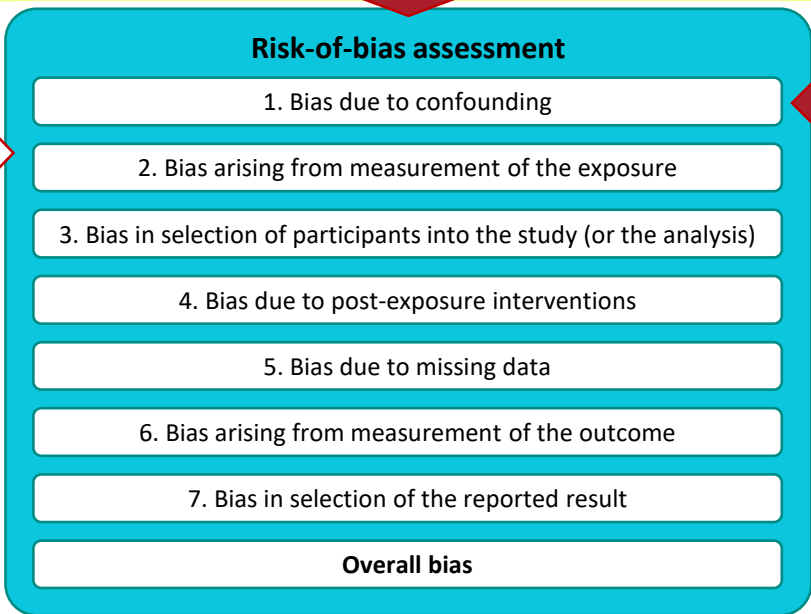 Risk-of-bias assessment
1. Bias due to confounding
2. Bias arising from measurement of the exposure
3. Bias in selection of participants into the study (or the analysis)
4. Bias due to post-exposure interventions
5. Bias due to missing data
6. Bias arising from measurement of the outcome
7. Bias in selection of the reported result
Overall bias